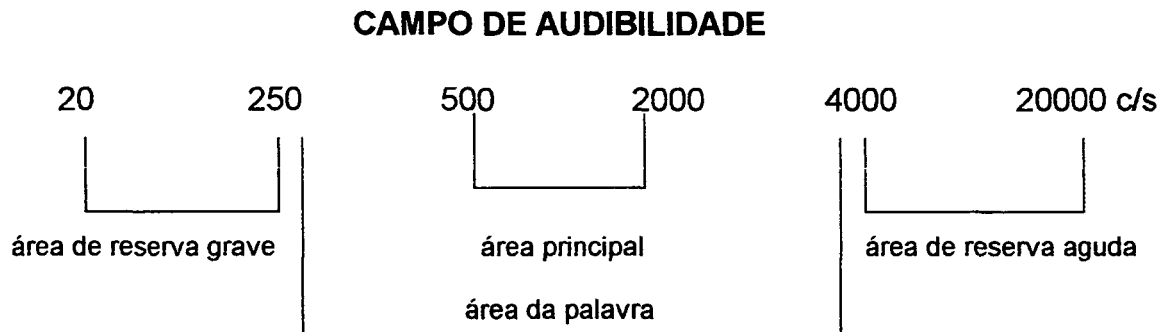 CAMPO DE AUDIBILIDADE
20 250 500 2000 4000 20000 c/s
área de reserva grave área principal área de reserva aguda
área da palavra